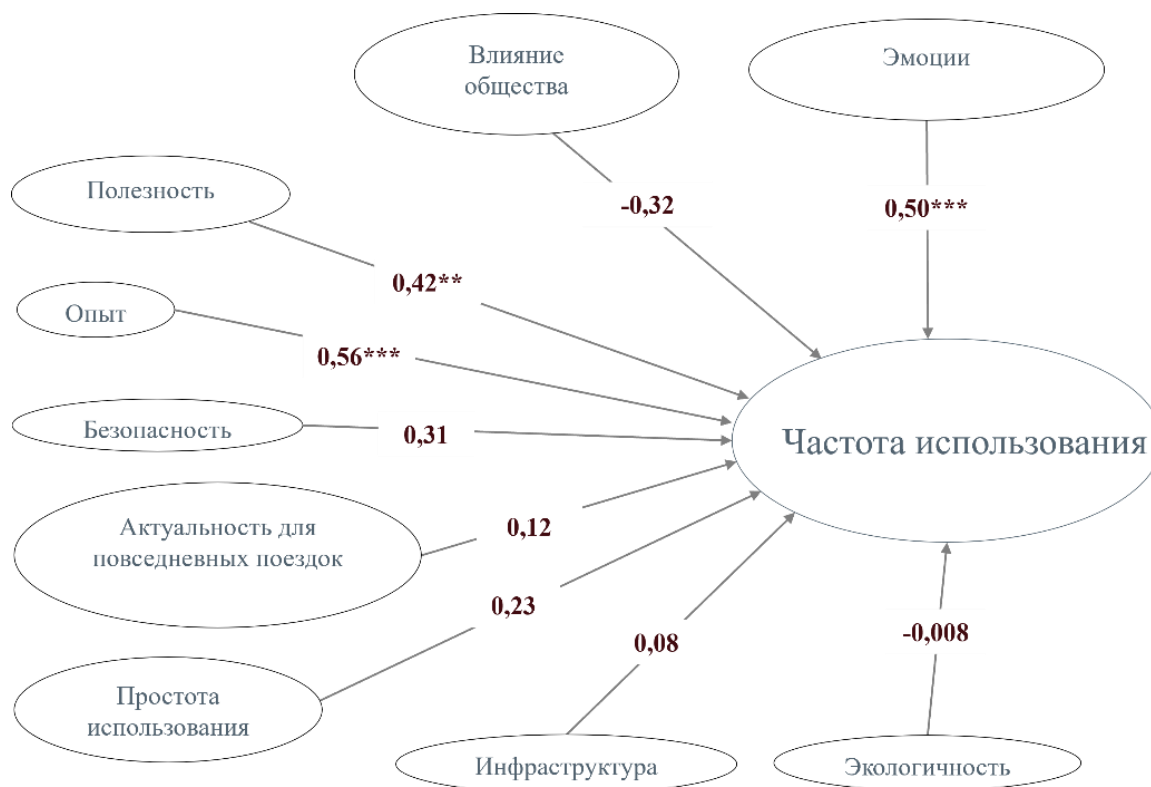 Влияние
общества
Эмоции
Полезность
-0,32
0,50***
0,42**
Опыт
0,56***
Безопасность
0,31
Частота использования
Актуальность для
повседневных поездок
0,12
0,23
0,08
-0,008
Простота
использования
Инфраструктура
Экологичность